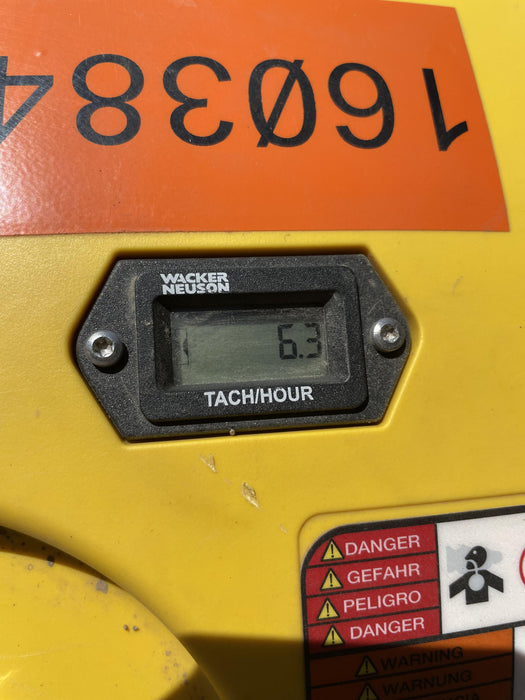 16Ø384
WACKER
NEUSON
6.3
TACH/HOUR
DANGER
GEFAHR
PELIGRO
DANGER
WARNING
WARNUNG